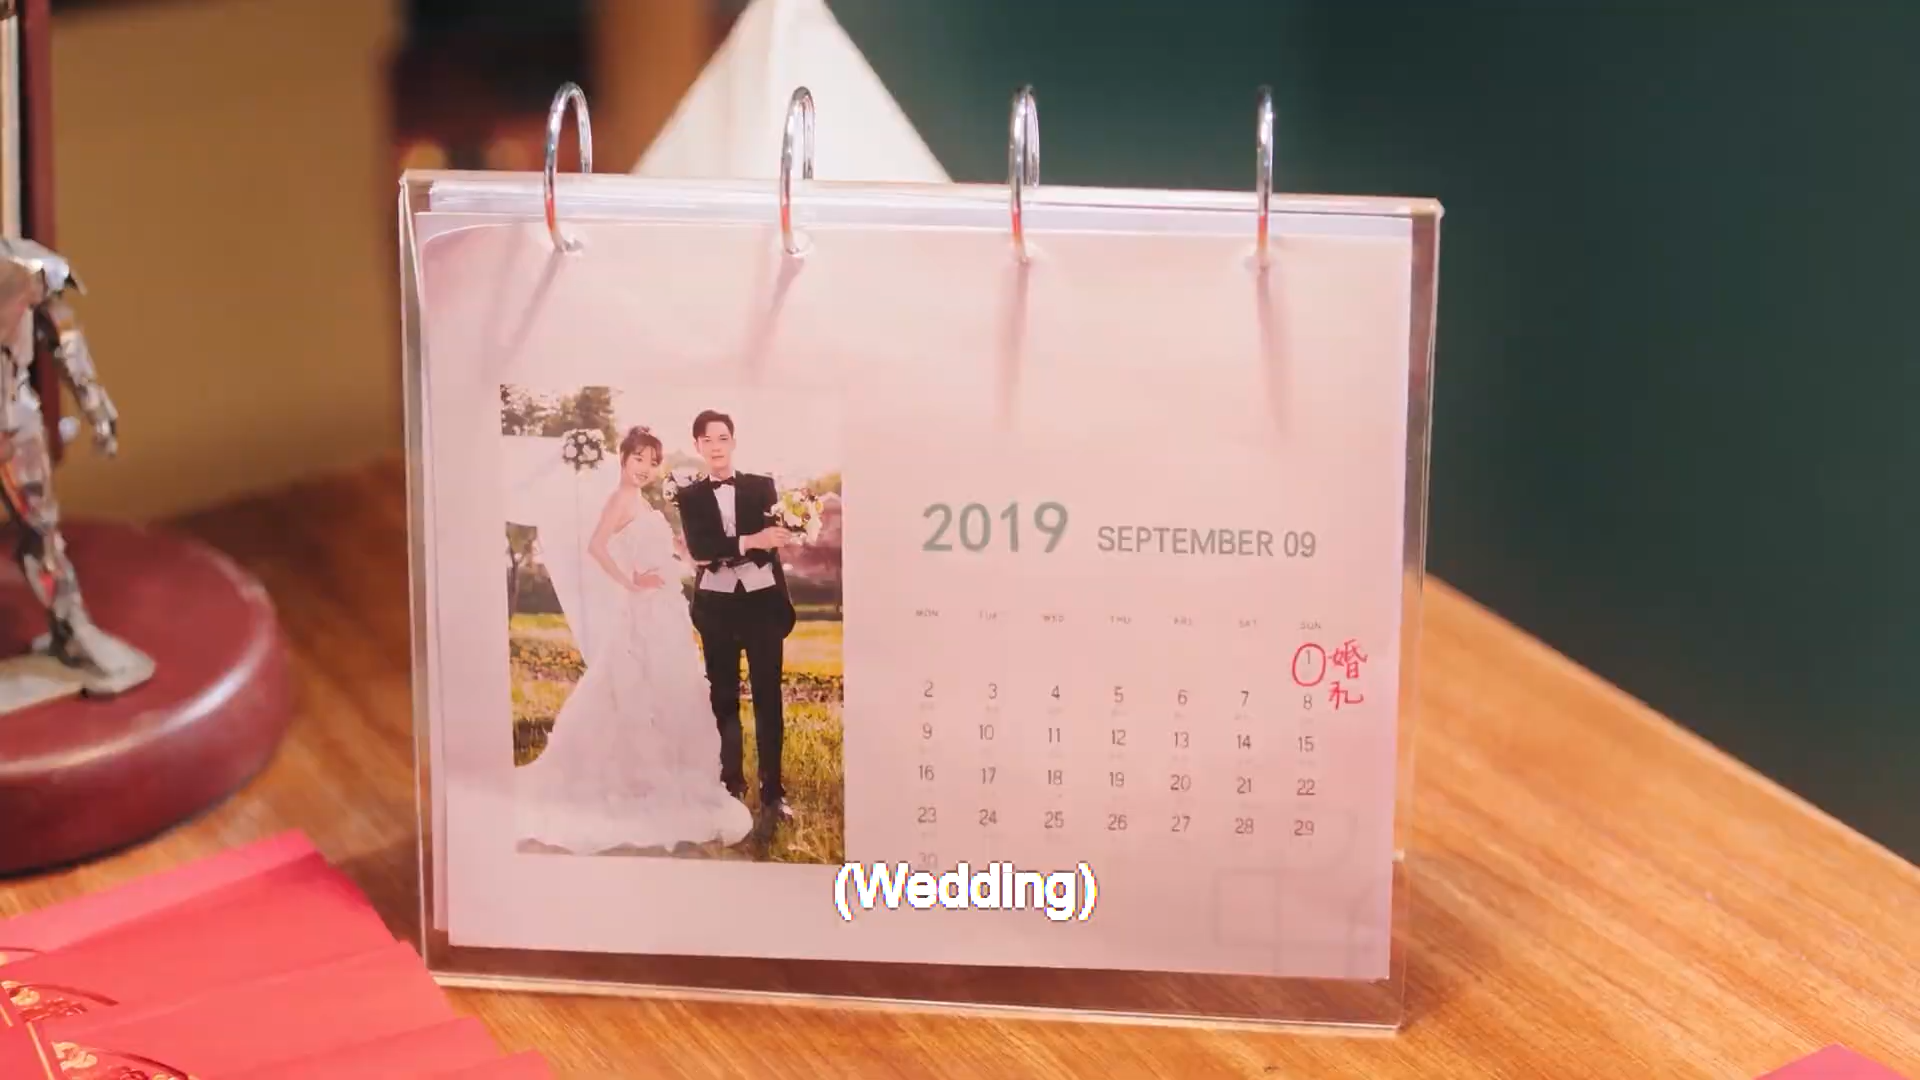 2019 SEPTEMBER 09
MON TUE WED THU FRI SAT SUN
1 婚
礼
2 3 4 5 6 7 8
9 10 11 12 13 14 15
16 17 18 19 20 21 22
23 24 25 26 27 28 29
30
(Wedding)